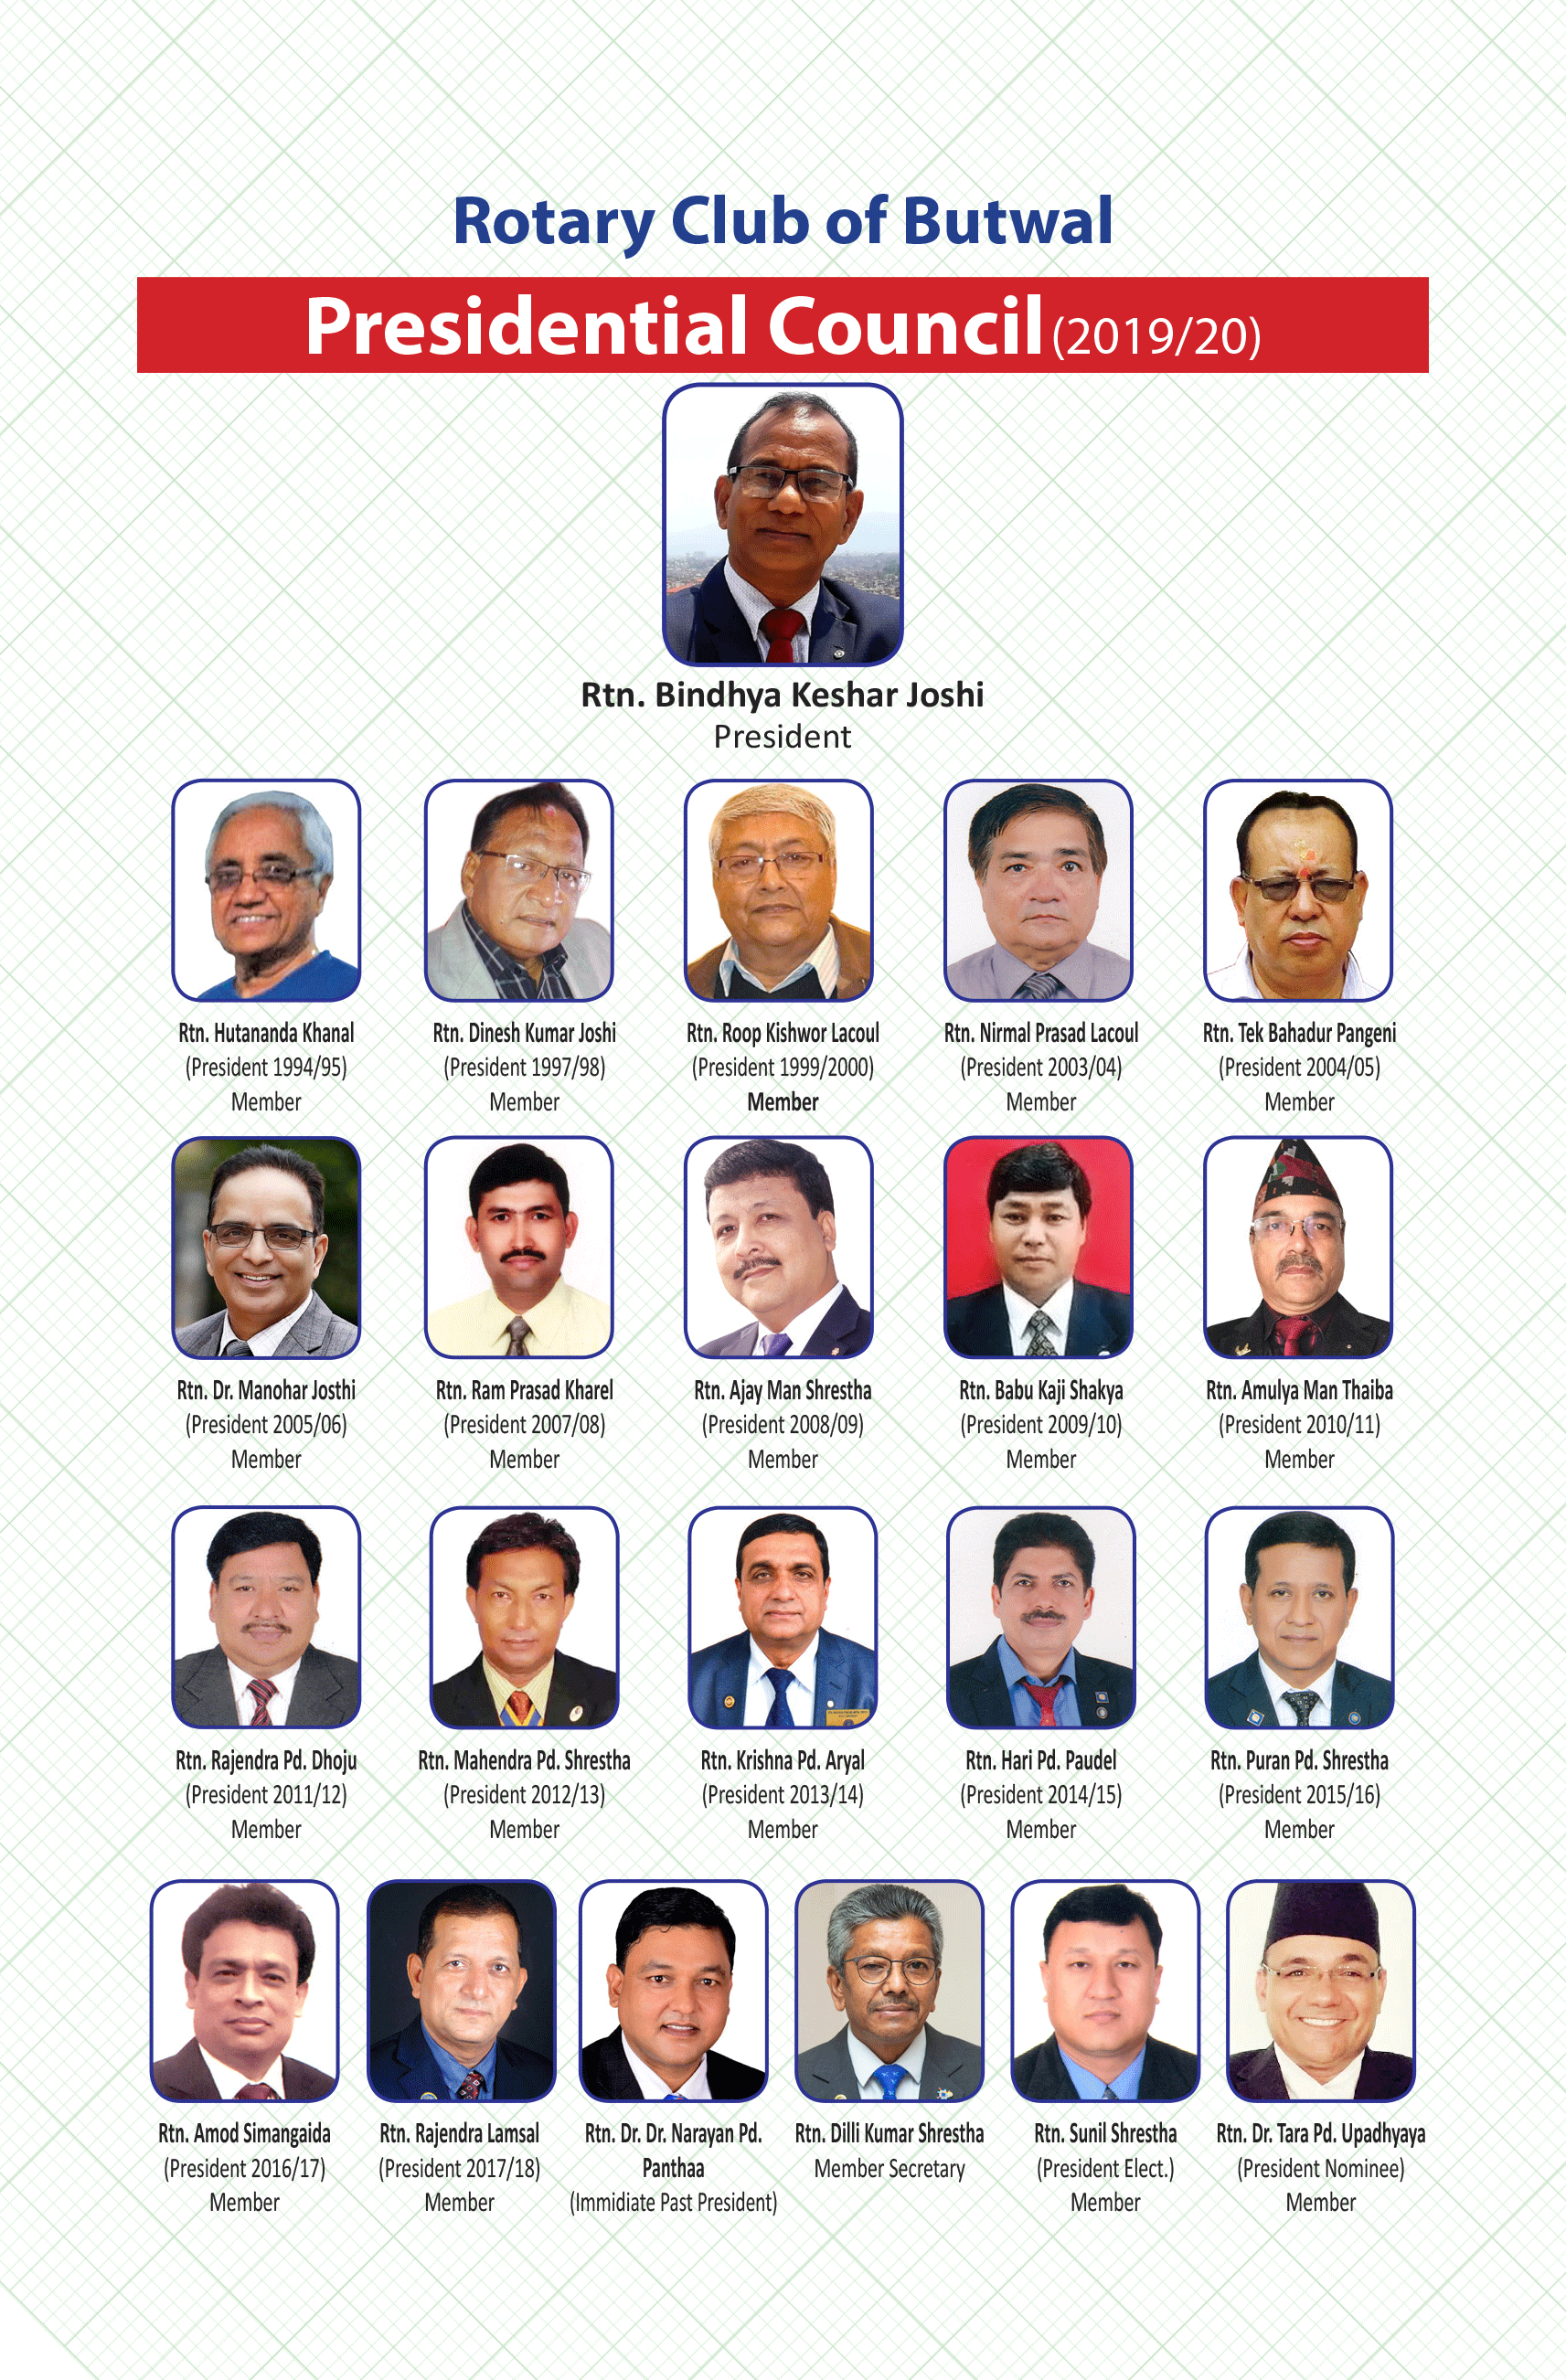 Rotary Club of Butwal
Presidential Council (2019/20)
Rtn. Bindhya Keshar Joshi
President
Rtn. Hutananda Khanal
(President 1994/95)
Member
Rtn. Dinesh Kumar Joshi
(President 1997/98)
Member
Rtn. Roop Kishwor Lacoul
(President 1999/2000)
Member
Rtn. Nirmal Prasad Lacoul
(President 2003/04)
Member
Rtn. Tek Bahadur Pangeni
(President 2004/05)
Member
Rtn. Dr. Manohar Josthi
(President 2005/06)
Member
Rtn. Ram Prasad Kharel
(President 2007/08)
Member
Rtn. Ajay Man Shrestha
(President 2008/09)
Member
Rtn. Babu Kaji Shakya
(President 2009/10)
Member
Rtn. Amulya Man Thaiba
(President 2010/11)
Member
Rtn. Rajendra Pd. Dhoju
(President 2011/12)
Member
Rtn. Mahendra Pd. Shrestha
(President 2012/13)
Member
Rtn. Krishna Pd. Aryal
(President 2013/14)
Member
Rtn. Hari Pd. Paudel
(President 2014/15)
Member
Rtn. Puran Pd. Shrestha
(President 2015/16)
Member
Rtn. Amod Simangaida
(President 2016/17)
Member
Rtn. Rajendra Lamsal
(President 2017/18)
Member
Rtn. Dr. Dr. Narayan Pd.
Panthaa
(Immidiate Past President)
Rtn. Dilli Kumar Shrestha
Member Secretary
Rtn. Sunil Shrestha
(President Elect.)
Member
Rtn. Dr. Tara Pd. Upadhyaya
(President Nominee)
Member